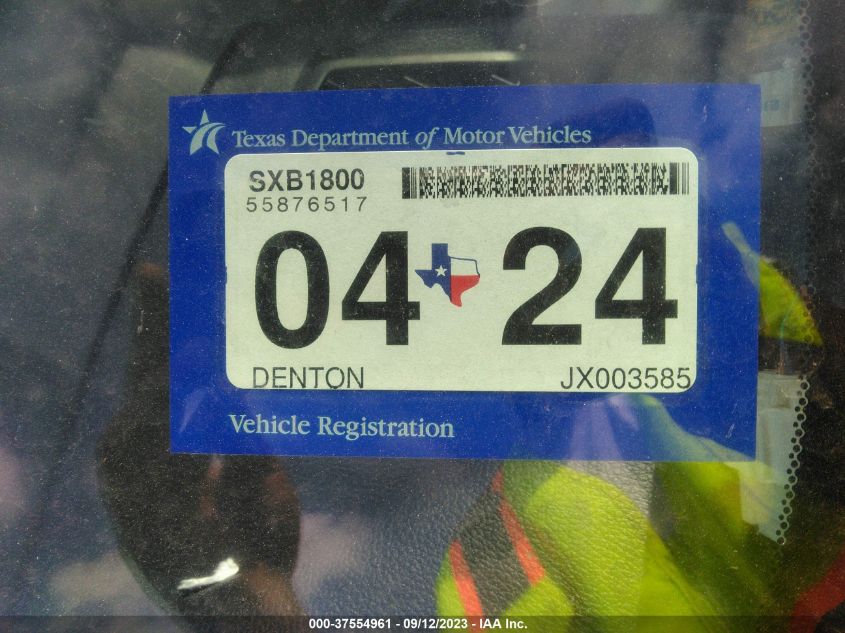 Texas Department of Motor Vehicles
SXB1800
55876517
04 24
DENTON JX003585
Vehicle Registration
000-37554961 - 09/12/2023 - IAA Inc.